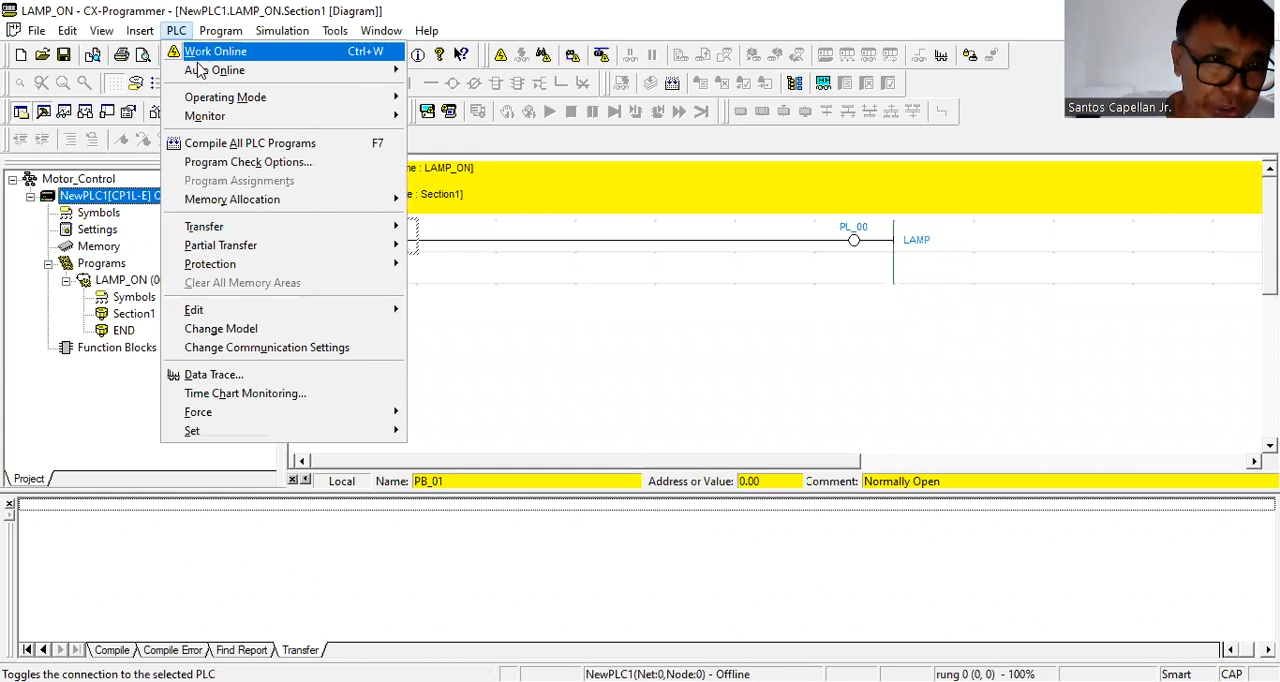 LAMP_ON - CX-Programmer - [NewPLC1.LAMP_ON.Section1 [Diagram]]
File Edit View Insert PLC Program Simulation Tools Window Help
Work Online Ctrl+W
Auto Online
Operating Mode
Monitor
Compile All PLC Programs F7
Program Check Options...
Program Assignments
Memory Allocation
Transfer
Partial Transfer
Protection
Clear All Memory Areas
Edit
Change Model
Change Communication Settings
Data Trace...
Time Chart Monitoring...
Force
Set
Santos Capellan Jr.
Motor_Control
NewPLC1[CP1L-E]
Symbols
Settings
Memory
Programs
LAMP_ON
Symbols
Section1
END
Function Blocks
Project
: LAMP_ON]
: Section1]
PL_00
LAMP
Local Name: PB_01 Address or Value: 0.00 Comment: Normally Open
Compile Compile Error Find Report Transfer
Toggles the connection to the selected PLC NewPLC1(Net:0,Node:0) - Offline rung 0 (0, 0) - 100% Smart CAP